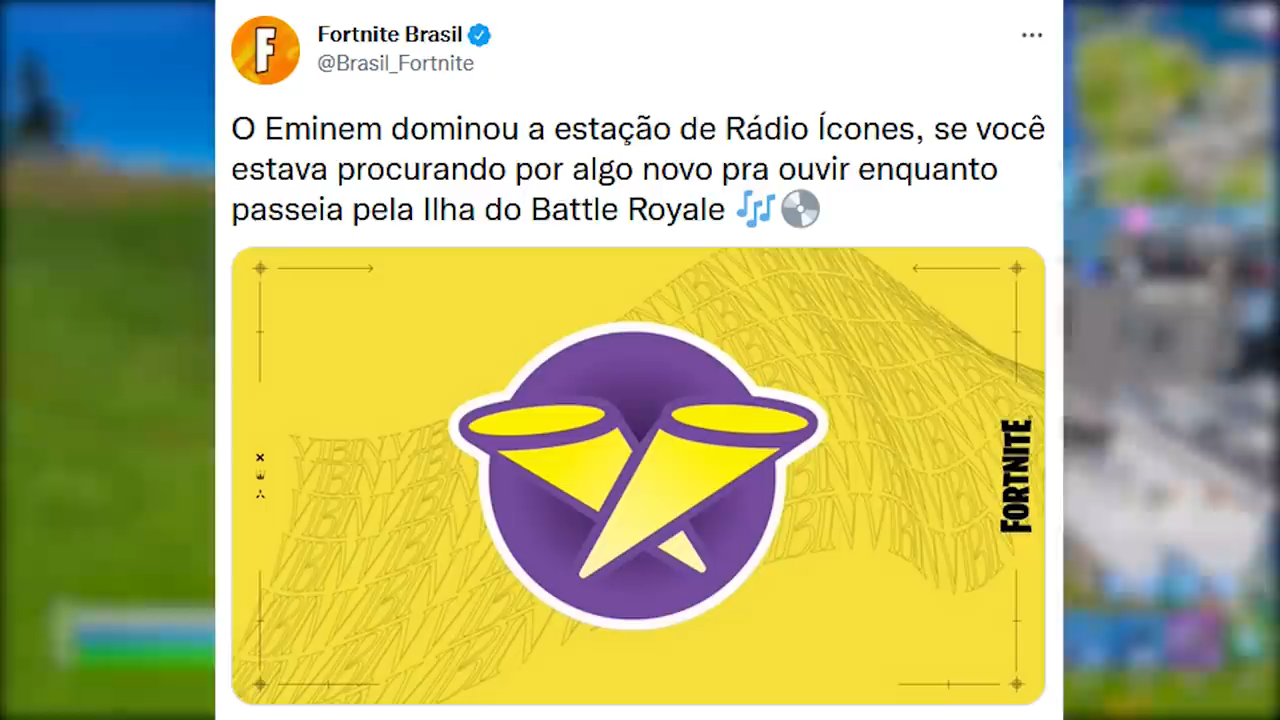 Fortnite Brasil
@Brasil_Fortnite
O Eminem dominou a estação de Rádio Ícones, se você
estava procurando por algo novo pra ouvir enquanto
passeia pela Ilha do Battle Royale 🎶💿
FORTNITE